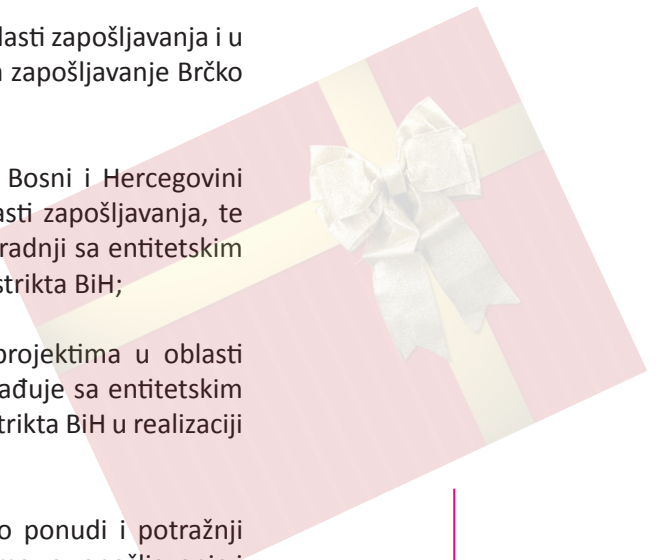 lasti zapošljavanja i u
zapošljavanje Brčko
Bosni i Hercegovini
asti zapošljavanja, te
radnji sa entitetskim
strikta BiH;
projektima u oblasti
ađuje sa entitetskim
trikta BiH u realizaciji
o ponudi i potražnji